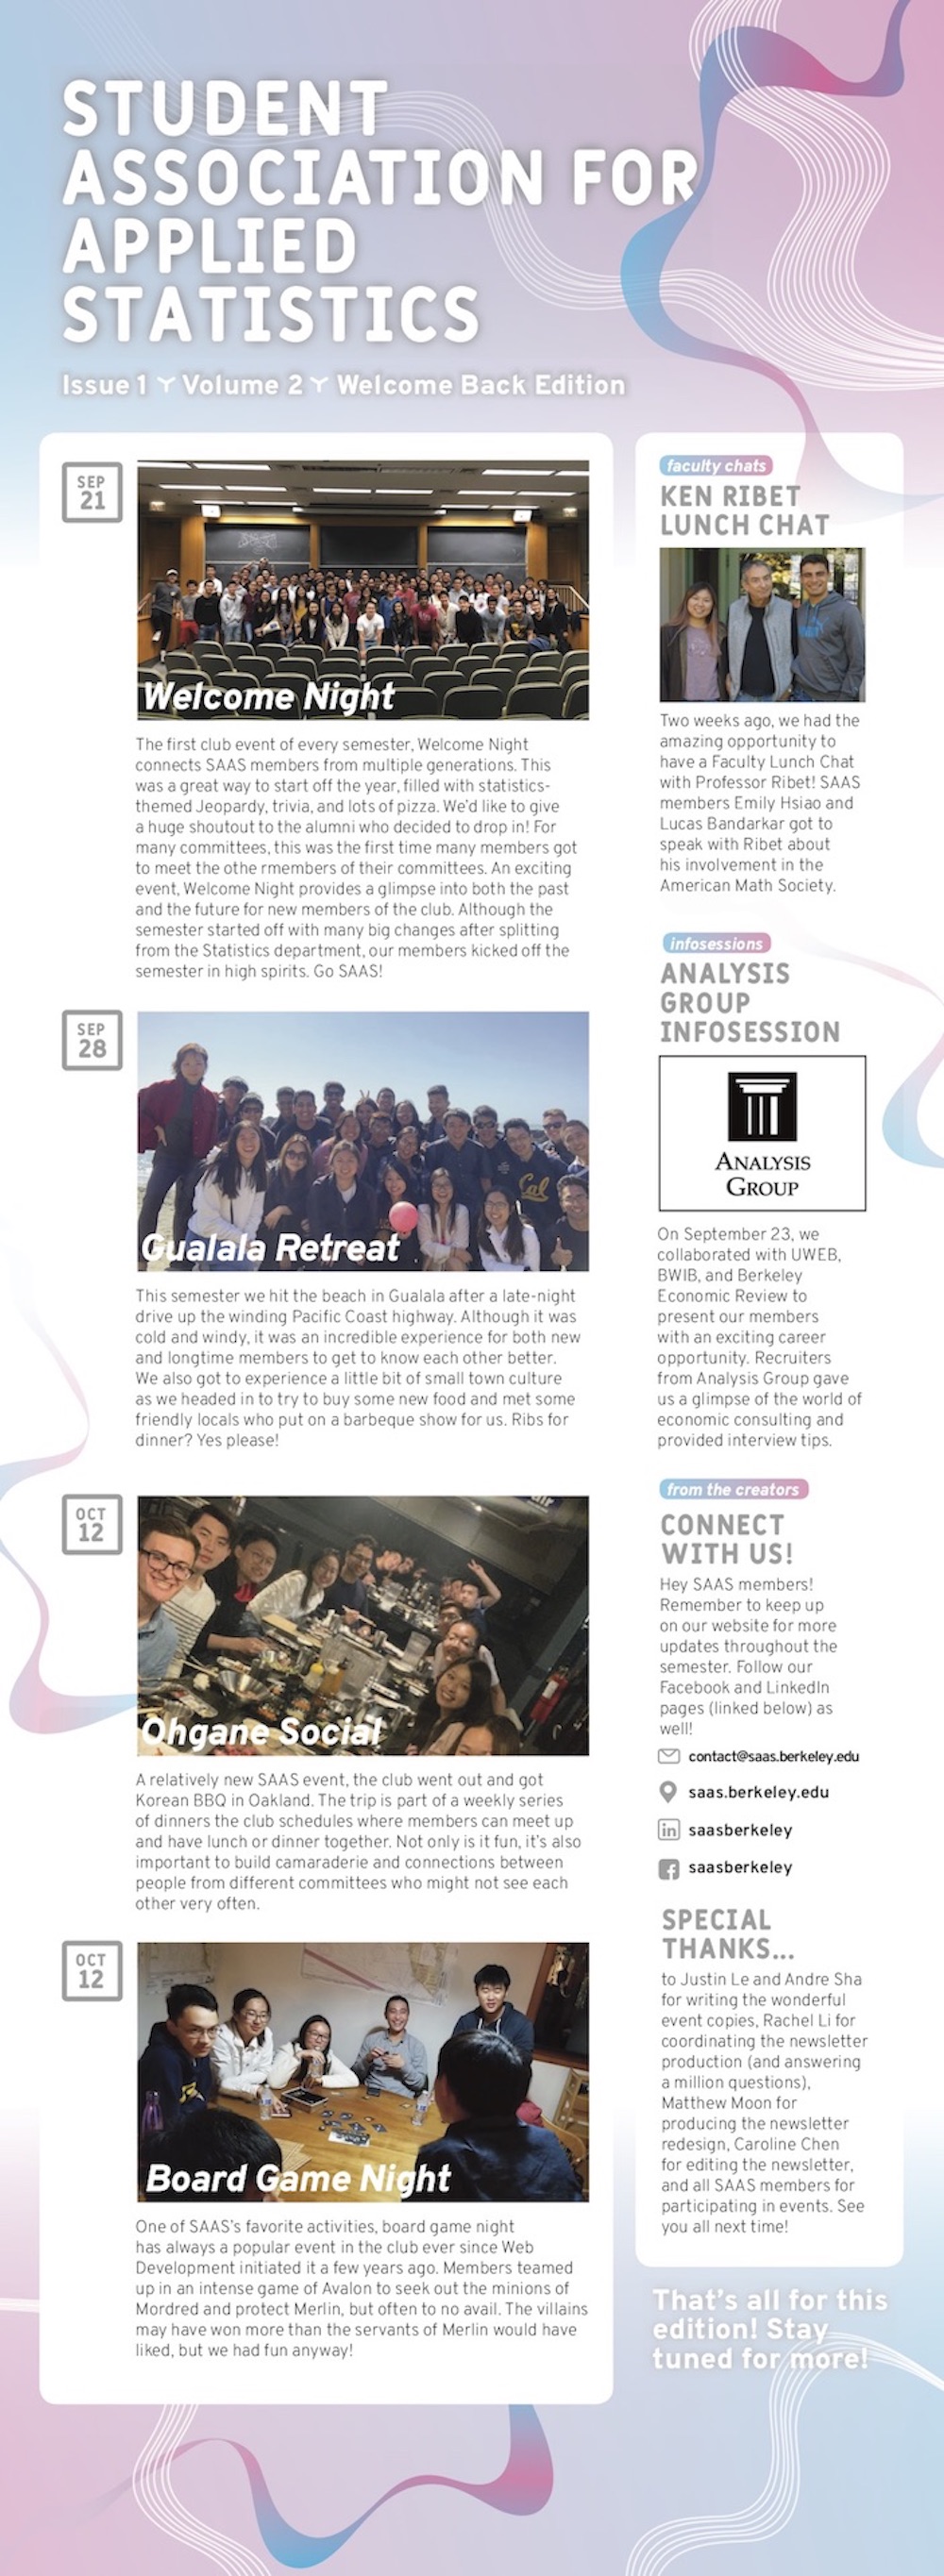 STUDENT
ASSOCIATION FOR
APPLIED
STATISTICS
Issue 1 Volume 2 Welcome Back Edition
SEP
21
Welcome Night
The first club event of every semester, Welcome Night
connects SAAS members from multiple generations. This
was a great way to start off the year, filled with statistics-
themed Jeopardy, trivia, and lots of pizza. We'd like to give
a huge shoutout to the alumni who decided to drop in! For
many committees, this was the first time many members got
to meet the othe rmembers of their committees. An exciting
event, Welcome Night provides a glimpse into both the past
and the future for new members of the club. Although the
semester started off with many big changes after splitting
from the Statistics department, our members kicked off the
semester in high spirits. Go SAAS!
SEP
28
Cal
Gualala Retreat
This semester we hit the beach in Gualala after a late-night
drive up the winding Pacific Coast highway. Although it was
cold and windy, it was an incredible experience for both new
and longtime members to get to know each other better.
We also got to experience a little bit of small town culture
as we headed in to try to buy some new food and met some
friendly locals who put on a barbeque show for us. Ribs for
dinner? Yes please!
OCT
12
Ohgane Social
A relatively new SAAS event, the club went out and got
Korean BBQ in Oakland. The trip is part of a weekly series
of dinners the club schedules where members can meet up
and have lunch or dinner together. Not only is it fun, it's also
important to build camaraderie and connections between
people from different committees who might not see each
other very often.
OCT
12
Board Game Night
One of SAAS's favorite activities, board game night
has always a popular event in the club ever since Web
Development initiated it a few years ago. Members teamed
up in an intense game of Avalon to seek out the minions of
Mordred and protect Merlin, but often to no avail. The villains
may have won more than the servants of Merlin would have
liked, but we had fun anyway!
faculty chats
KEN RIBET
LUNCH CHAT
Two weeks ago, we had the
amazing opportunity to
have a Faculty Lunch Chat
with Professor Ribet! SAAS
members Emily Hsiao and
Lucas Bandarkar got to
speak with Ribet about
his involvement in the
American Math Society.
infosessions
ANALYSIS
GROUP
INFOSESSION
ANALYSIS
GROUP
On September 23, we
collaborated with UWEB,
BWIB, and Berkeley
Economic Review to
present our members
with an exciting career
opportunity. Recruiters
from Analysis Group gave
us a glimpse of the world of
economic consulting and
provided interview tips.
from the creators
CONNECT
WITH US!
Hey SAAS members!
Remember to keep up
on our website for more
updates throughout the
semester. Follow our
Facebook and LinkedIn
pages (linked below) as
well!
contact@saas.berkeley.edu
saas.berkeley.edu
in saasberkeley
f saasberkeley
SPECIAL
THANKS...
to Justin Le and Andre Sha
for writing the wonderful
event copies, Rachel Li for
coordinating the newsletter
production (and answering
a million questions),
Matthew Moon for
producing the newsletter
redesign, Caroline Chen
for editing the newsletter,
and all SAAS members for
participating in events. See
you all next time!
That's all for this
edition! Stay
tuned for more!